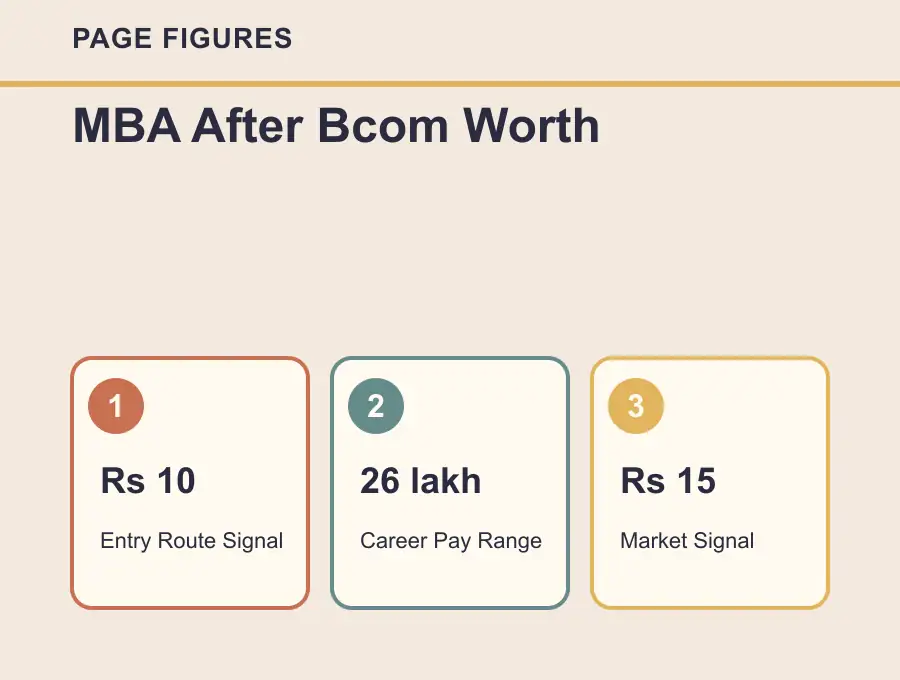 PAGE FIGURES
MBA After Bcom Worth
1
Rs 10
Entry Route Signal
2
26 lakh
Career Pay Range
3
Rs 15
Market Signal